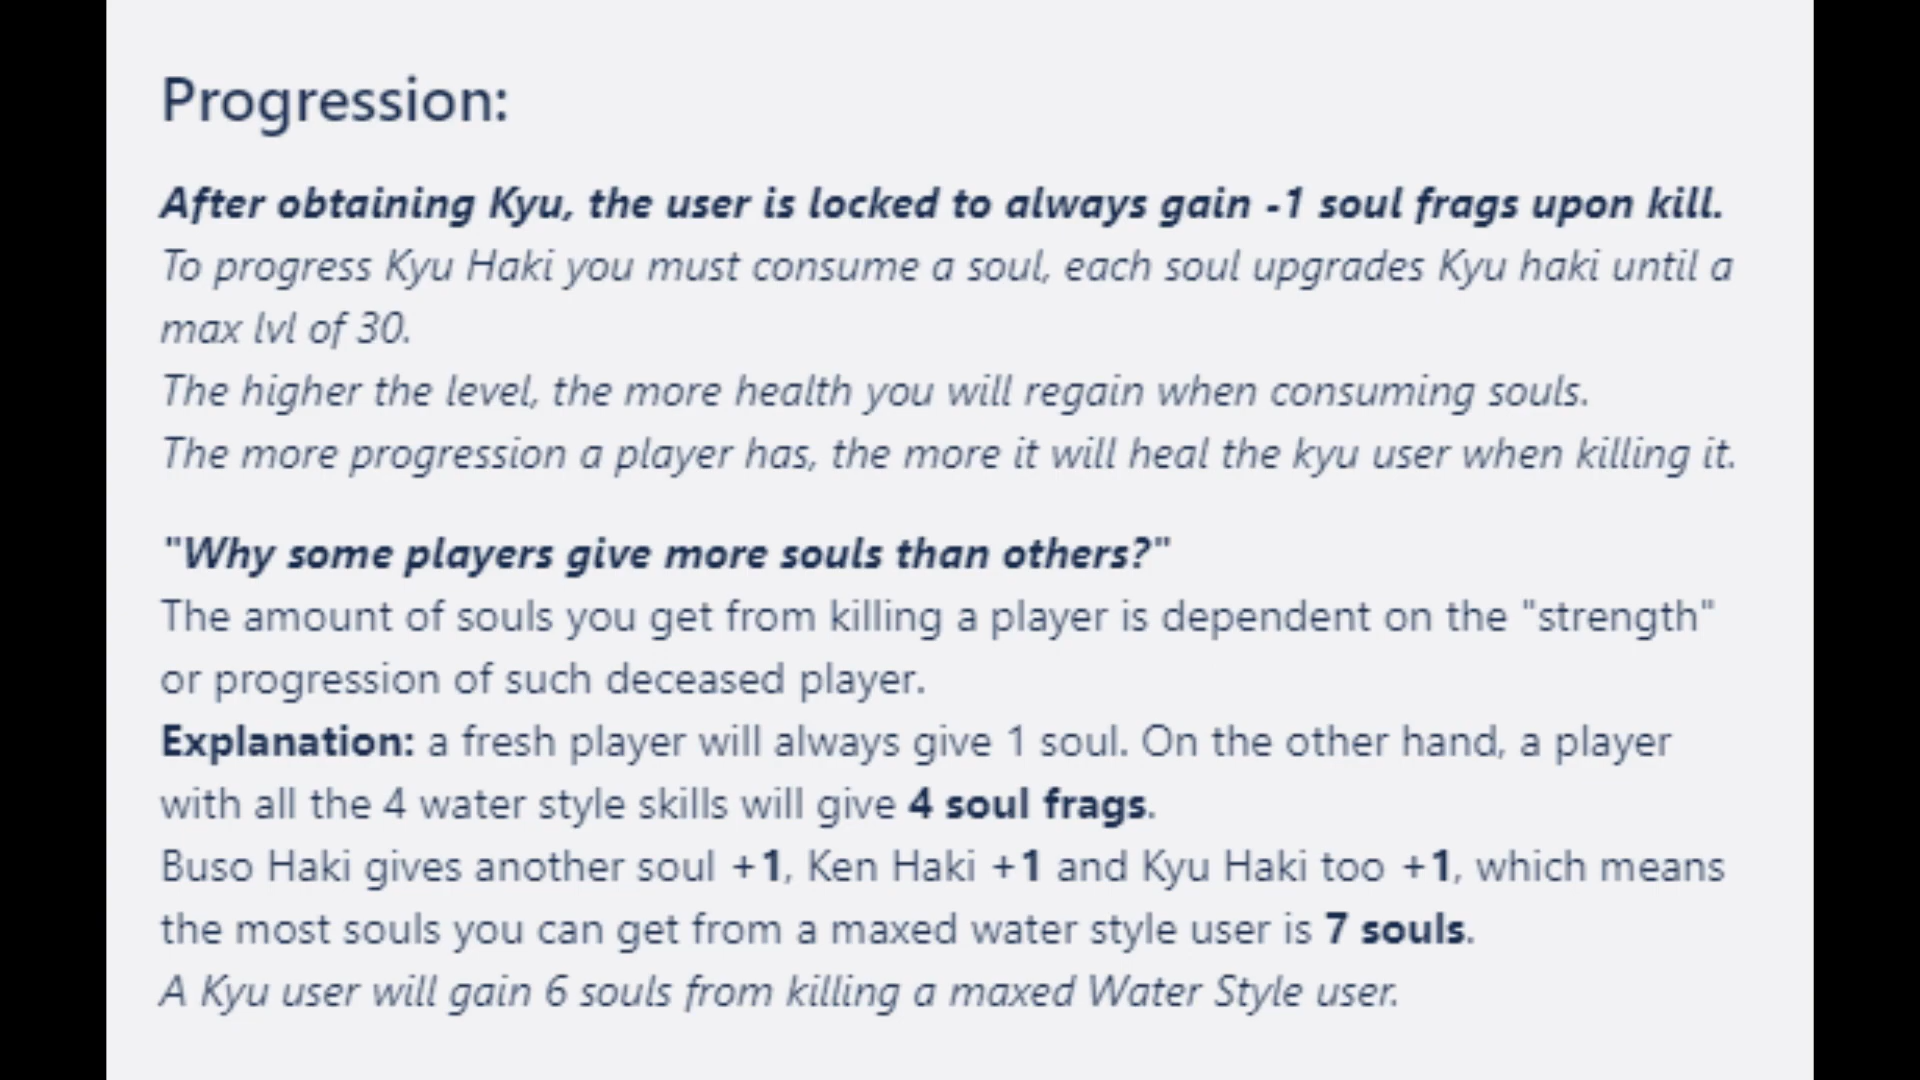 Progression:
After obtaining Kyu, the user is locked to always gain -1 soul frags upon kill.
To progress Kyu Haki you must consume a soul, each soul upgrades Kyu haki until a
max lvl of 30.
The higher the level, the more health you will regain when consuming souls.
The more progression a player has, the more it will heal the kyu user when killing it.
"Why some players give more souls than others?"
The amount of souls you get from killing a player is dependent on the "strength"
or progression of such deceased player.
Explanation: a fresh player will always give 1 soul. On the other hand, a player
with all the 4 water style skills will give 4 soul frags.
Buso Haki gives another soul +1, Ken Haki +1 and Kyu Haki too +1, which means
the most souls you can get from a maxed water style user is 7 souls.
A Kyu user will gain 6 souls from killing a maxed Water Style user.